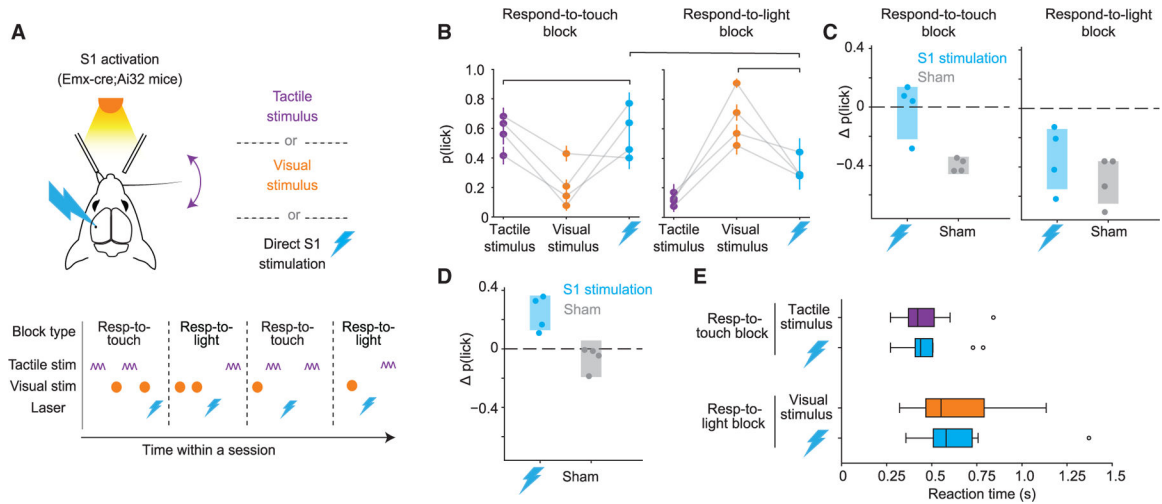 A
S1 activation
(Emx-cre;Ai32 mice)
Tactile
stimulus
or
Visual
stimulus
or
Direct S1
stimulation
Block type
Resp-to-
touch
Resp-to-
light
Resp-to-
touch
Resp-to-
light
Tactile stim
Visual stim
Laser
Time within a session
B
Respond-to-touch
block
Respond-to-light
block
p(lick)
1
0.8
0.6
0.4
0.2
0
Tactile
stimulus
Visual
stimulus
Tactile
stimulus
Visual
stimulus
C
Respond-to-touch
block
Respond-to-light
block
S1 stimulation
Sham
Δ p(lick)
0.4
0
−0.4
Sham
Sham
D
S1 stimulation
Sham
Δ p(lick)
0.4
0
−0.4
Sham
E
Resp-to-
touch block
Tactile
stimulus
Resp-to-
light block
Visual
stimulus
0
0.25
0.5
0.75
1.0
1.25
1.5
Reaction time (s)